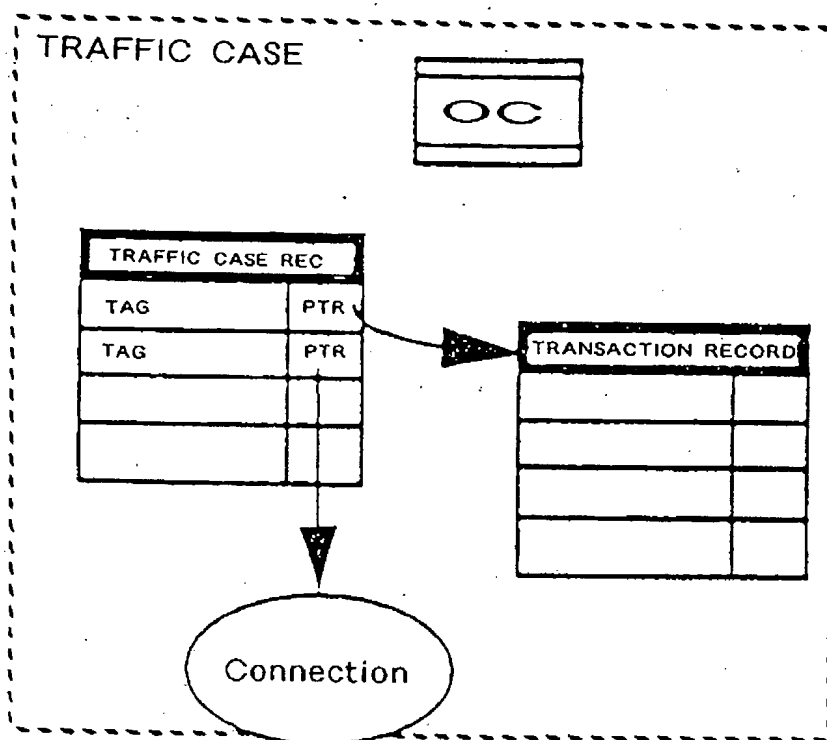 TRAFFIC CASE
OC
TRAFFIC CASE REC
TAG PTR
TAG PTR
TRANSACTION RECORD
Connection